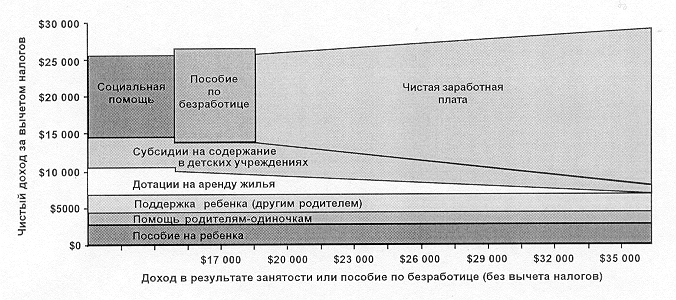 Чистый доход за вычетом налогов
$30 000
$25 000
$20 000
$15 000
$10 000
$5000
$0
Социальная
помощь
Пособие
по
безработице
Чистая заработная
плата
Субсидии на содержание
в детских учреждениях
Дотации на аренду жилья
Поддержка ребенка (другим родителем)
Помощь родителям-одиночкам
Пособие на ребенка
$17 000 $20 000 $23 000 $26 000 $29 000 $32 000 $35 000
Доход в результате занятости или пособие по безработице (без вычета налогов)